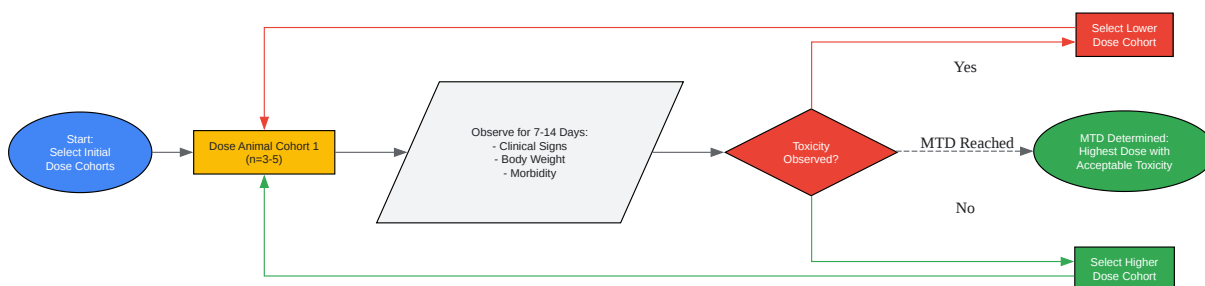 Start:
Select Initial
Dose Cohorts
Dose Animal Cohort 1
(n=3-5)
Observe for 7-14 Days:
- Clinical Signs
- Body Weight
- Morbidity
Toxicity
Observed?
Yes
Select Lower
Dose Cohort
MTD Reached
MTD Determined:
Highest Dose with
Acceptable Toxicity
No
Select Higher
Dose Cohort